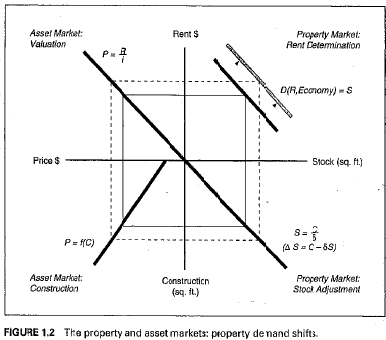 Asset Market:
Valuation
Rent $
Property Market:
Rent Determination
P = R/i
D(R,Economy) = S
Price $
Stock (sq. ft.)
P = f(C)
S = C/δ
(Δ S = C – δS)
Asset Market:
Construction
Construction
(sq. ft.)
Property Market:
Stock Adjustment
FIGURE 1.2 The property and asset markets: property demand shifts.